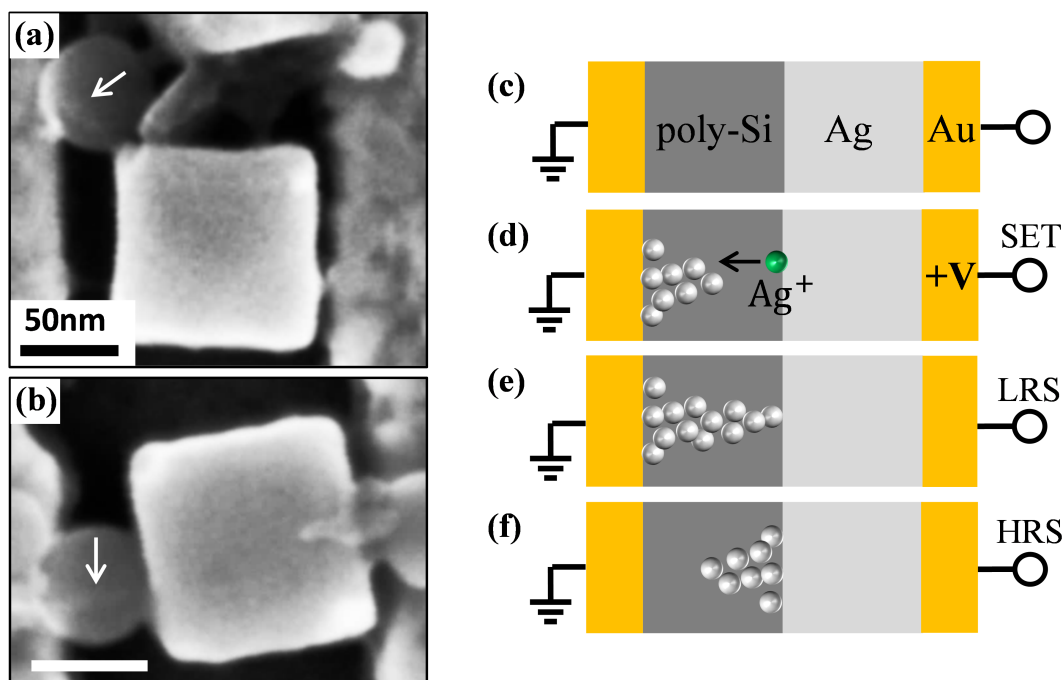 (a)
50nm
(b)
(c)
poly-Si Ag Au
(d)
SET
Ag⁺
+V
(e)
LRS
(f)
HRS